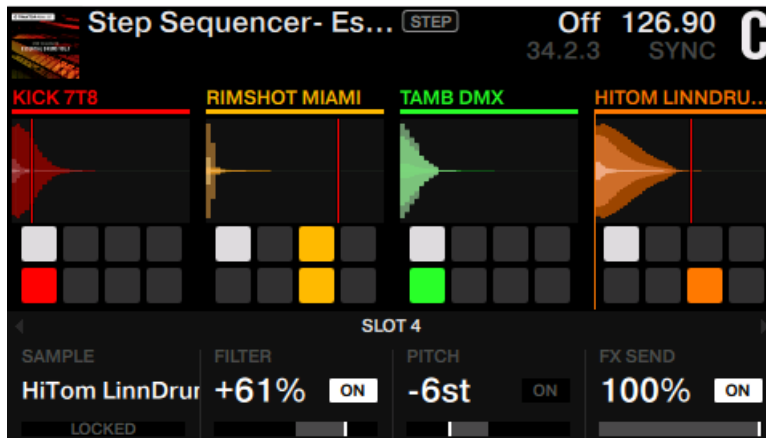 Step Sequencer- Es... STEP Off 126.90 C
34.2.3 SYNC
KICK 7T8 RIMSHOT MIAMI TAMB DMX HITOM LINNDRU...
SLOT 4
SAMPLE FILTER PITCH FX SEND
HiTom LinnDrur +61% ON -6st ON 100% ON
LOCKED